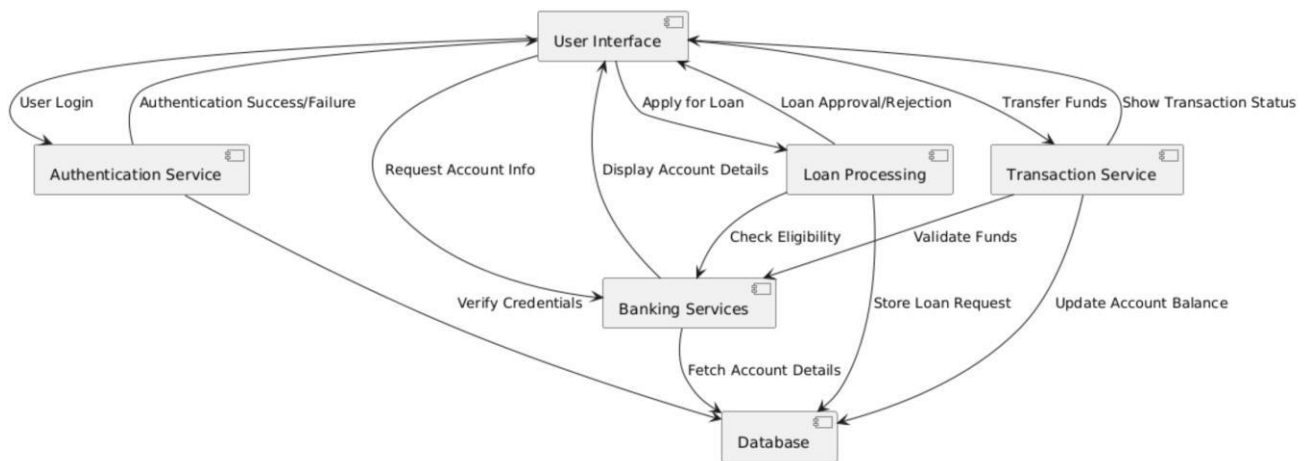 User Interface
User Login
Authentication Success/Failure
Apply for Loan
Loan Approval/Rejection
Transfer Funds
Show Transaction Status
Authentication Service
Request Account Info
Display Account Details
Loan Processing
Transaction Service
Check Eligibility
Validate Funds
Verify Credentials
Banking Services
Store Loan Request
Update Account Balance
Fetch Account Details
Database